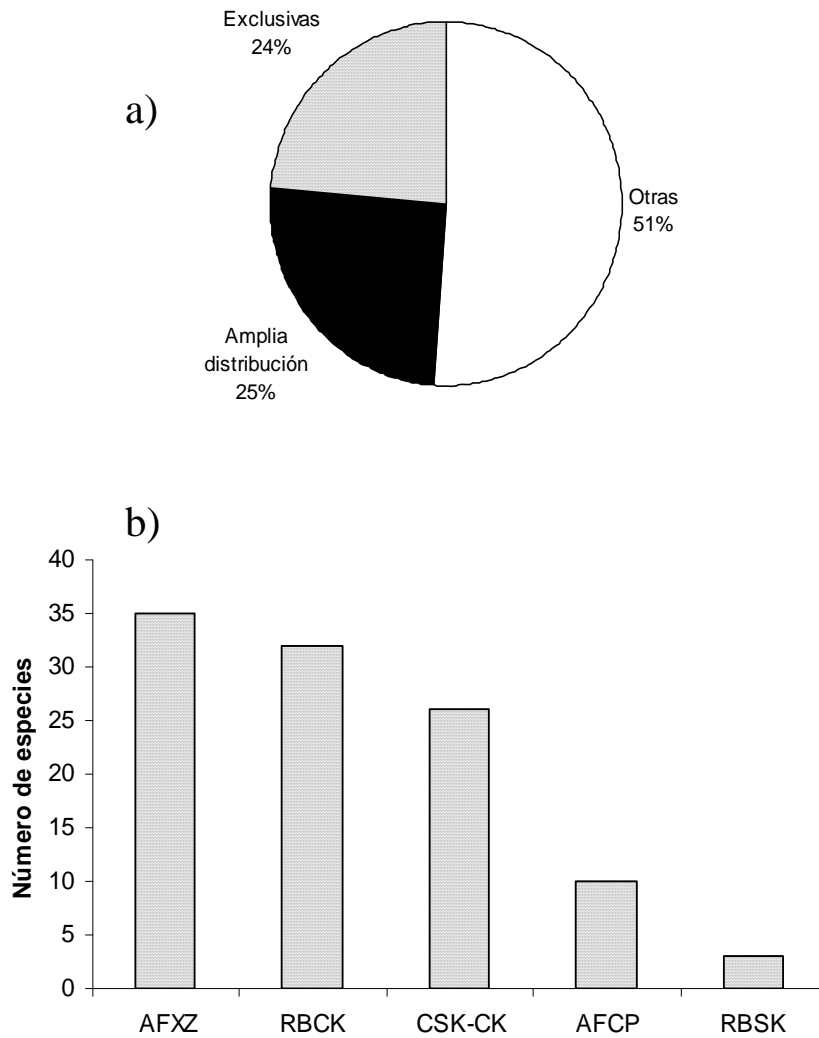 Exclusivas
24%
a)
Otras
51%
Amplia
distribución
25%
b)
Número de especies
40
35
30
25
20
15
10
5
0
AFXZ RBCK CSK-CK AFCP RBSK